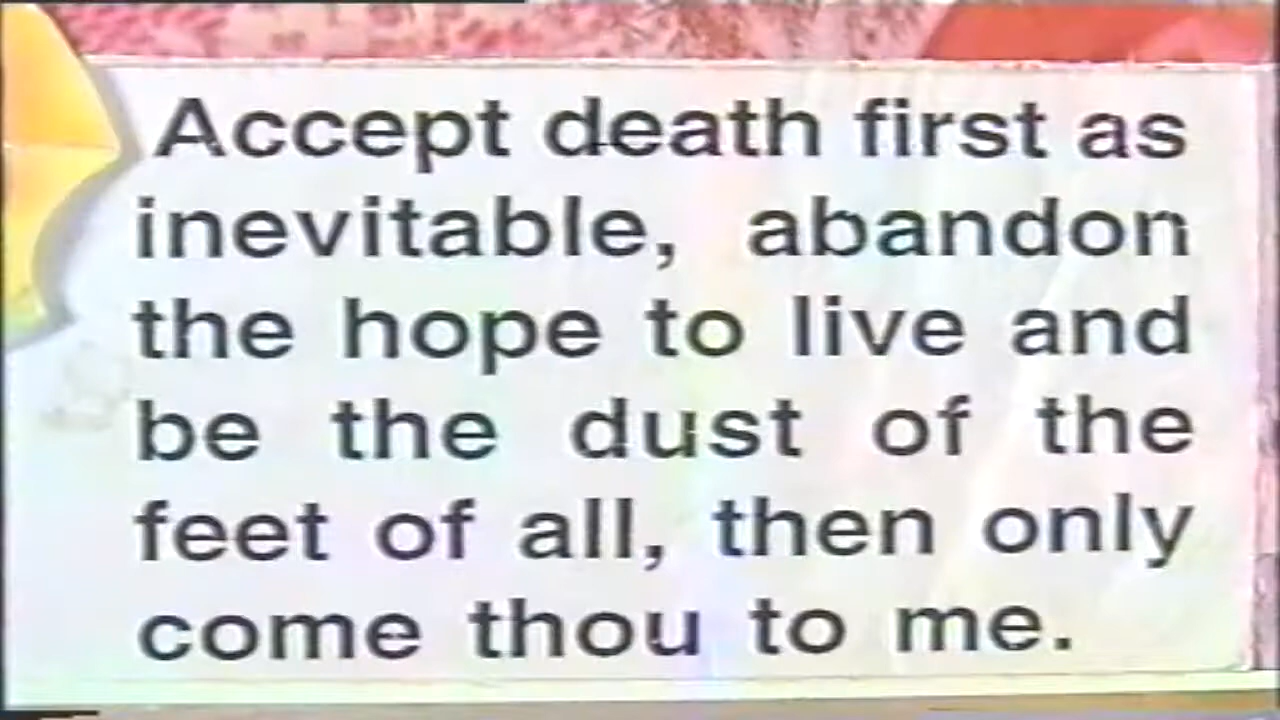 Accept death first as
inevitable, abandon
the hope to live and
be the dust of the
feet of all, then only
come thou to me.